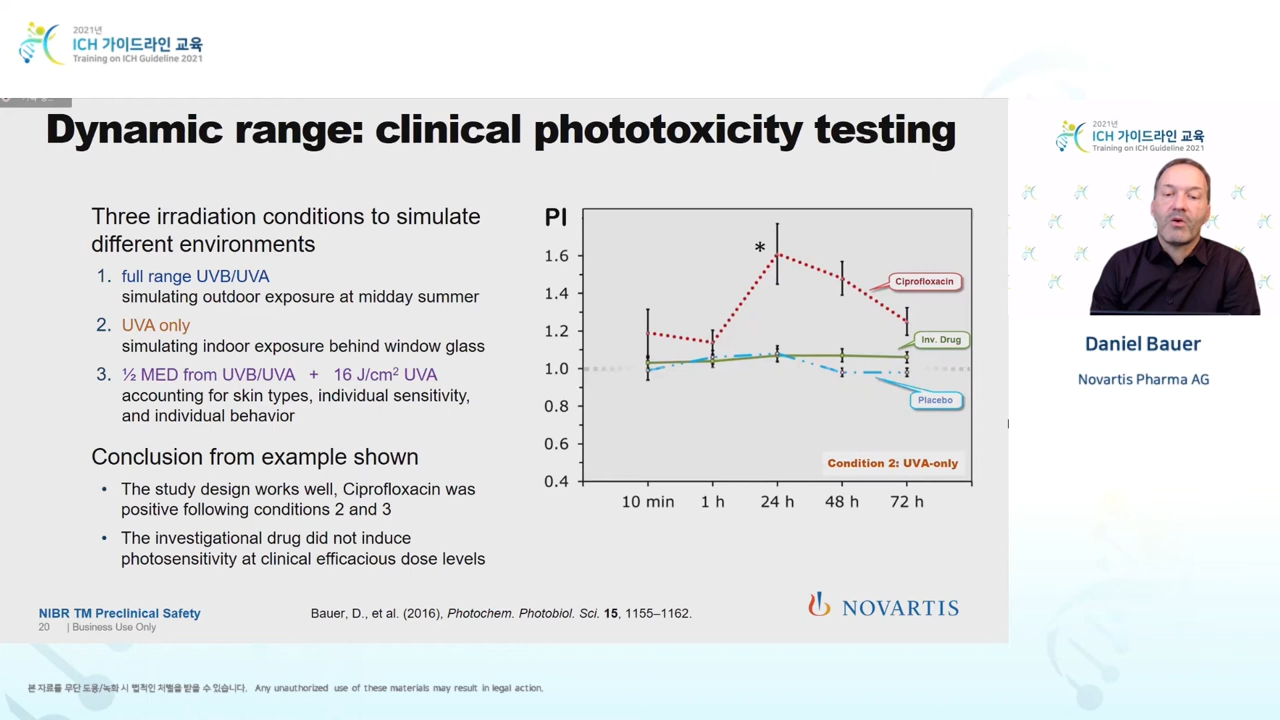 2021년
ICH 가이드라인 교육
Training on ICH Guideline 2021
Dynamic range: clinical phototoxicity testing
Three irradiation conditions to simulate
different environments
1. full range UVB/UVA
simulating outdoor exposure at midday summer
2. UVA only
simulating indoor exposure behind window glass
3. ½ MED from UVB/UVA + 16 J/cm² UVA
accounting for skin types, individual sensitivity,
and individual behavior
Conclusion from example shown
• The study design works well, Ciprofloxacin was
positive following conditions 2 and 3
• The investigational drug did not induce
photosensitivity at clinical efficacious dose levels
PI
1.6
1.4
1.2
1.0
0.8
0.6
0.4
*
Ciprofloxacin
Inv. Drug
Placebo
Condition 2: UVA-only
10 min 1 h 24 h 48 h 72 h
NIBR TM Preclinical Safety
20 | Business Use Only
Bauer, D., et al. (2016), Photochem. Photobiol. Sci. 15, 1155–1162.
NOVARTIS
2021년
ICH 가이드라인 교육
Training on ICH Guideline 2021
Daniel Bauer
Novartis Pharma AG
본 자료를 무단 도용/녹화 시 법적인 처벌을 받을 수 있습니다. Any unauthorized use of these materials may result in legal action.